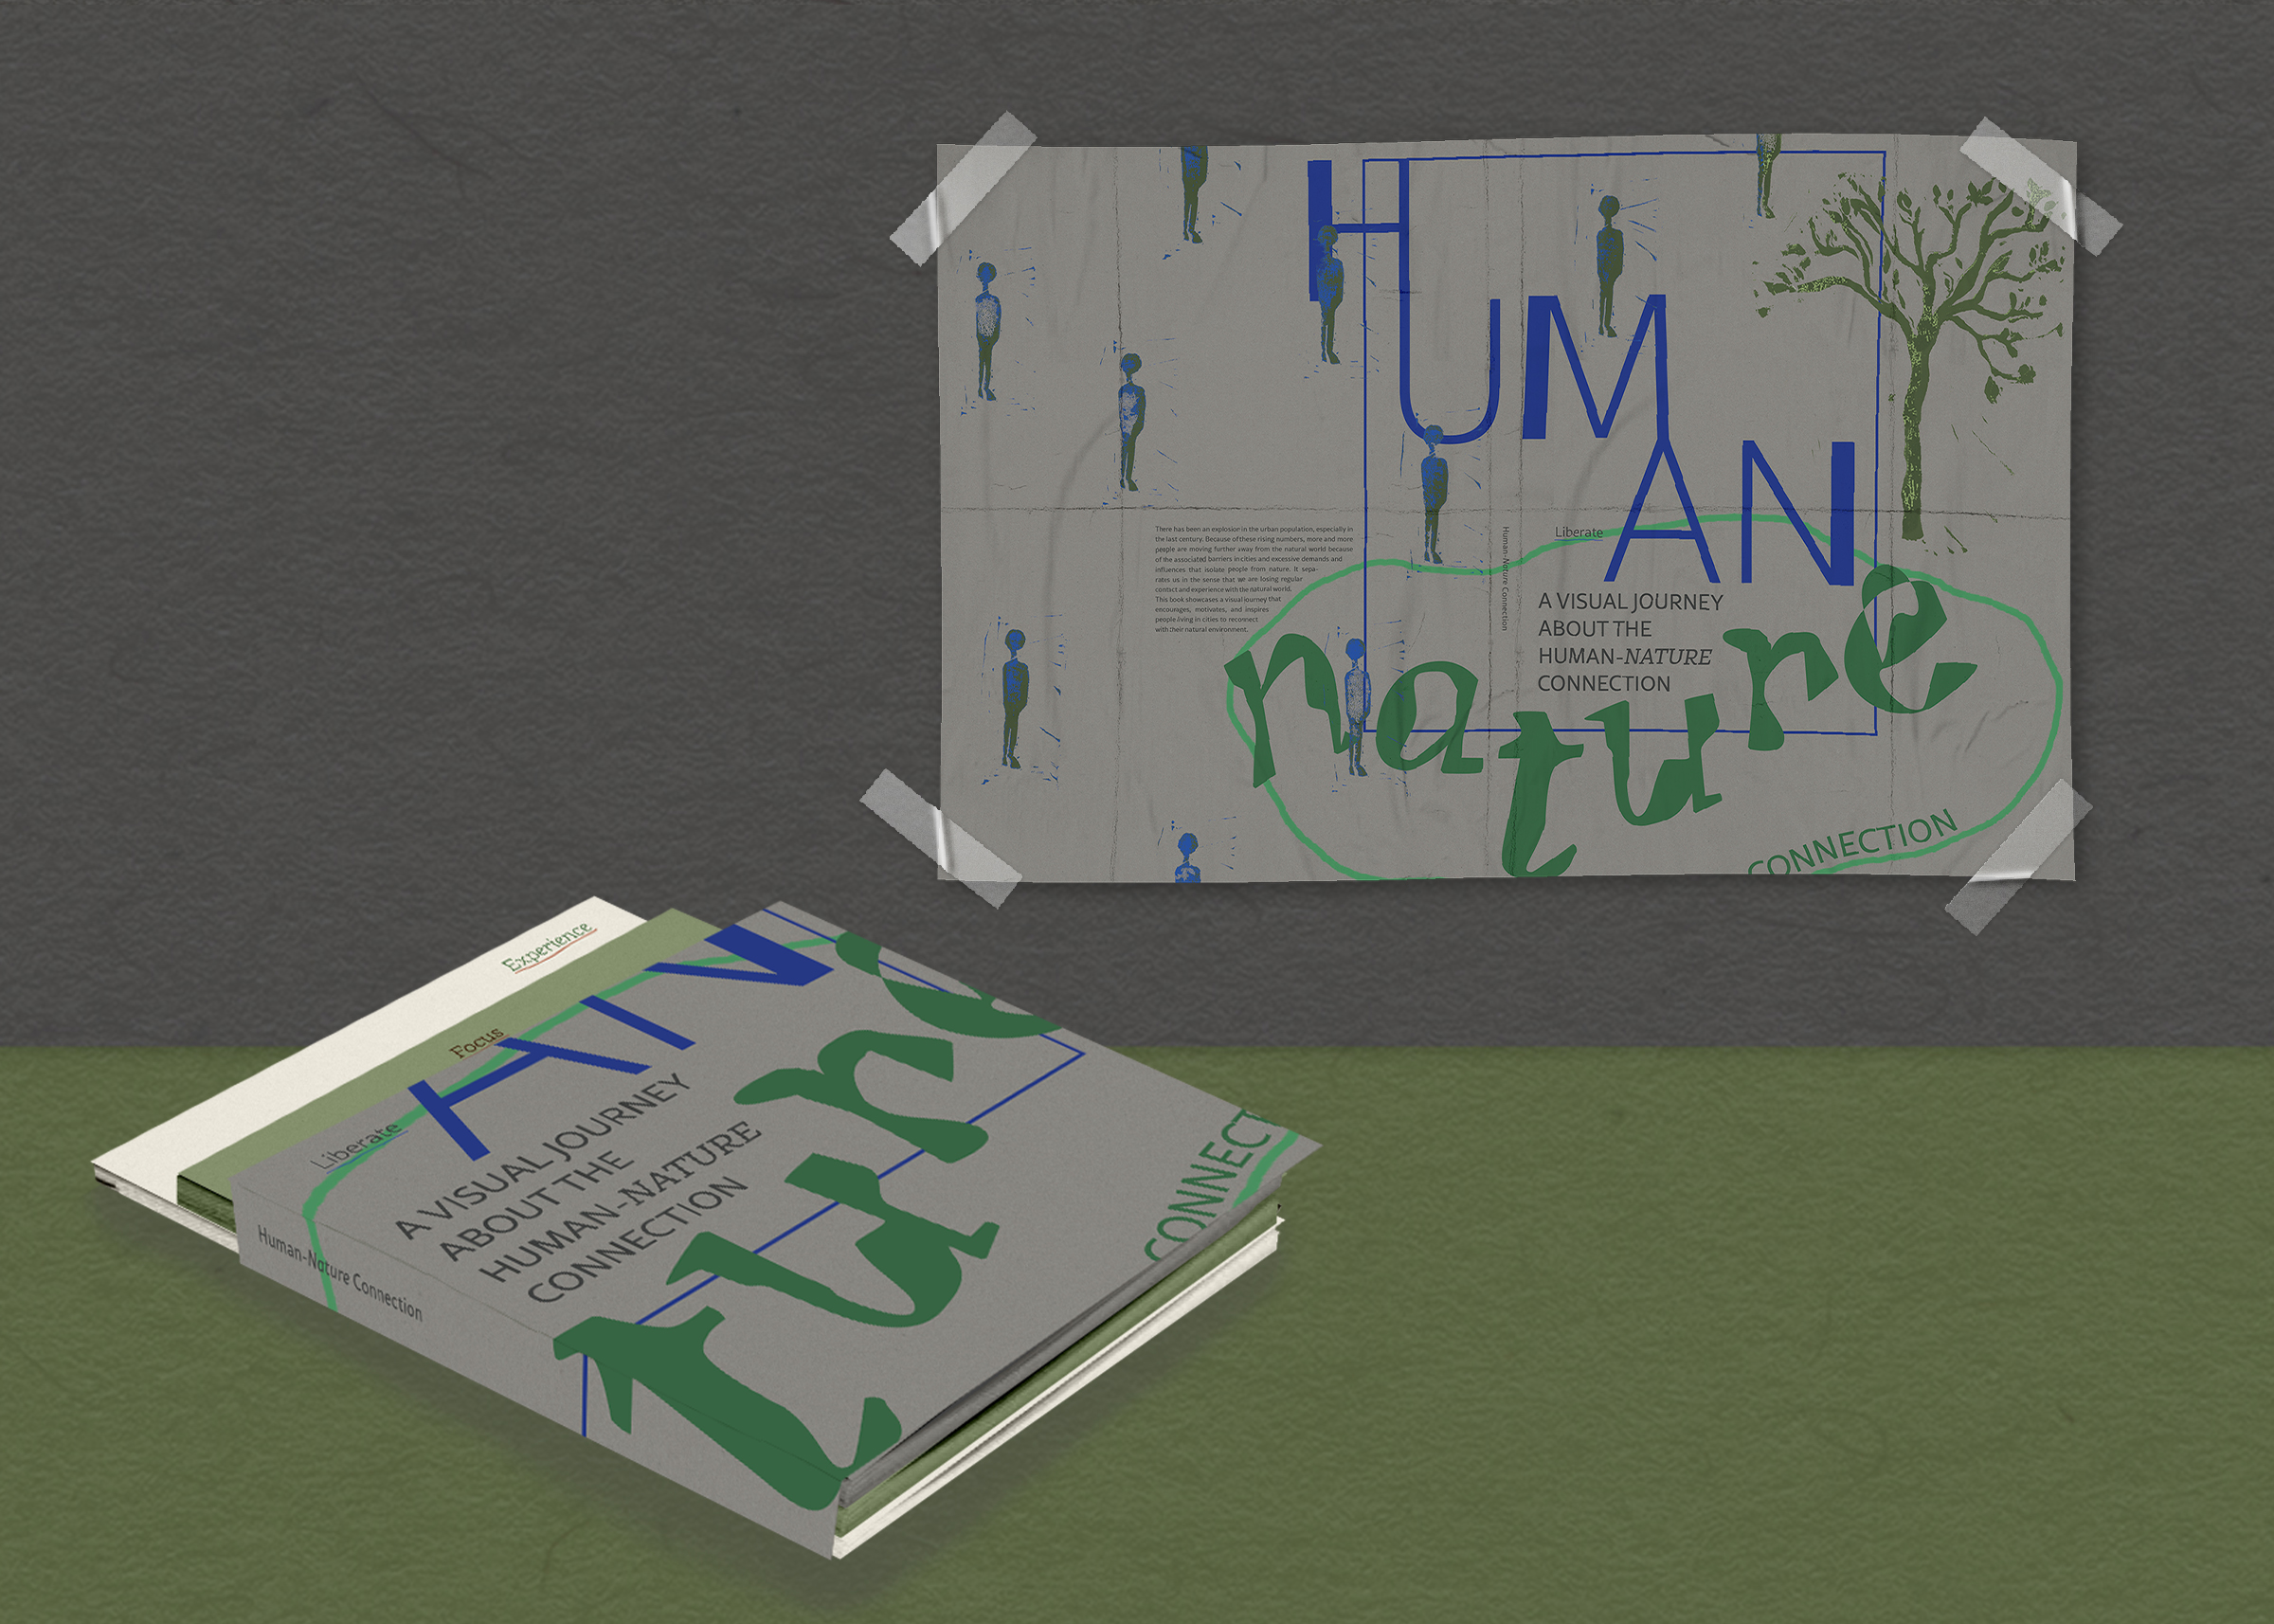 HUMAN
Liberate
There has been an explosion in the urban population, especially in
the last century. Because of these rising numbers, more and more
people are moving further away from the natural world because
of the associated barriers in cities and excessive demands and
influences that isolate people from nature. It sepa-
rates us in the sense that we are losing regular
contact and experience with the natural world.
This book showcases a visual journey that
encourages, motivates, and inspires
people living in cities to reconnect
with their natural environment.
Human-Nature Connection
A VISUAL JOURNEY
ABOUT THE
HUMAN-NATURE
CONNECTION
nature
CONNECTION
Experience
Focus
Liberate
AN
A VISUAL JOURNEY
ABOUT THE
HUMAN-NATURE
CONNECTION
ture
CONNECT
Human-Nature Connection